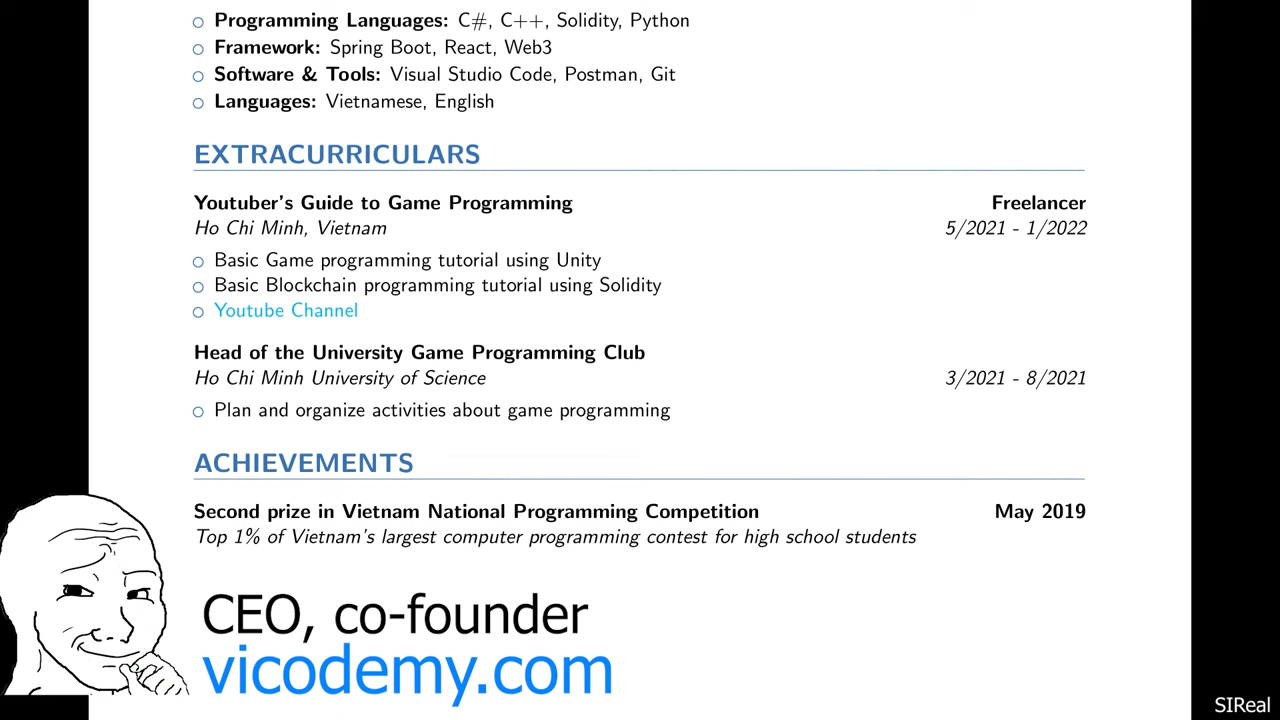 Programming Languages: C#, C++, Solidity, Python
Framework: Spring Boot, React, Web3
Software & Tools: Visual Studio Code, Postman, Git
Languages: Vietnamese, English
EXTRACURRICULARS
Youtuber's Guide to Game Programming Freelancer
Ho Chi Minh, Vietnam 5/2021 - 1/2022
Basic Game programming tutorial using Unity
Basic Blockchain programming tutorial using Solidity
Youtube Channel
Head of the University Game Programming Club
Ho Chi Minh University of Science 3/2021 - 8/2021
Plan and organize activities about game programming
ACHIEVEMENTS
Second prize in Vietnam National Programming Competition May 2019
Top 1% of Vietnam's largest computer programming contest for high school students
CEO, co-founder
vicodemy.com
SIReal